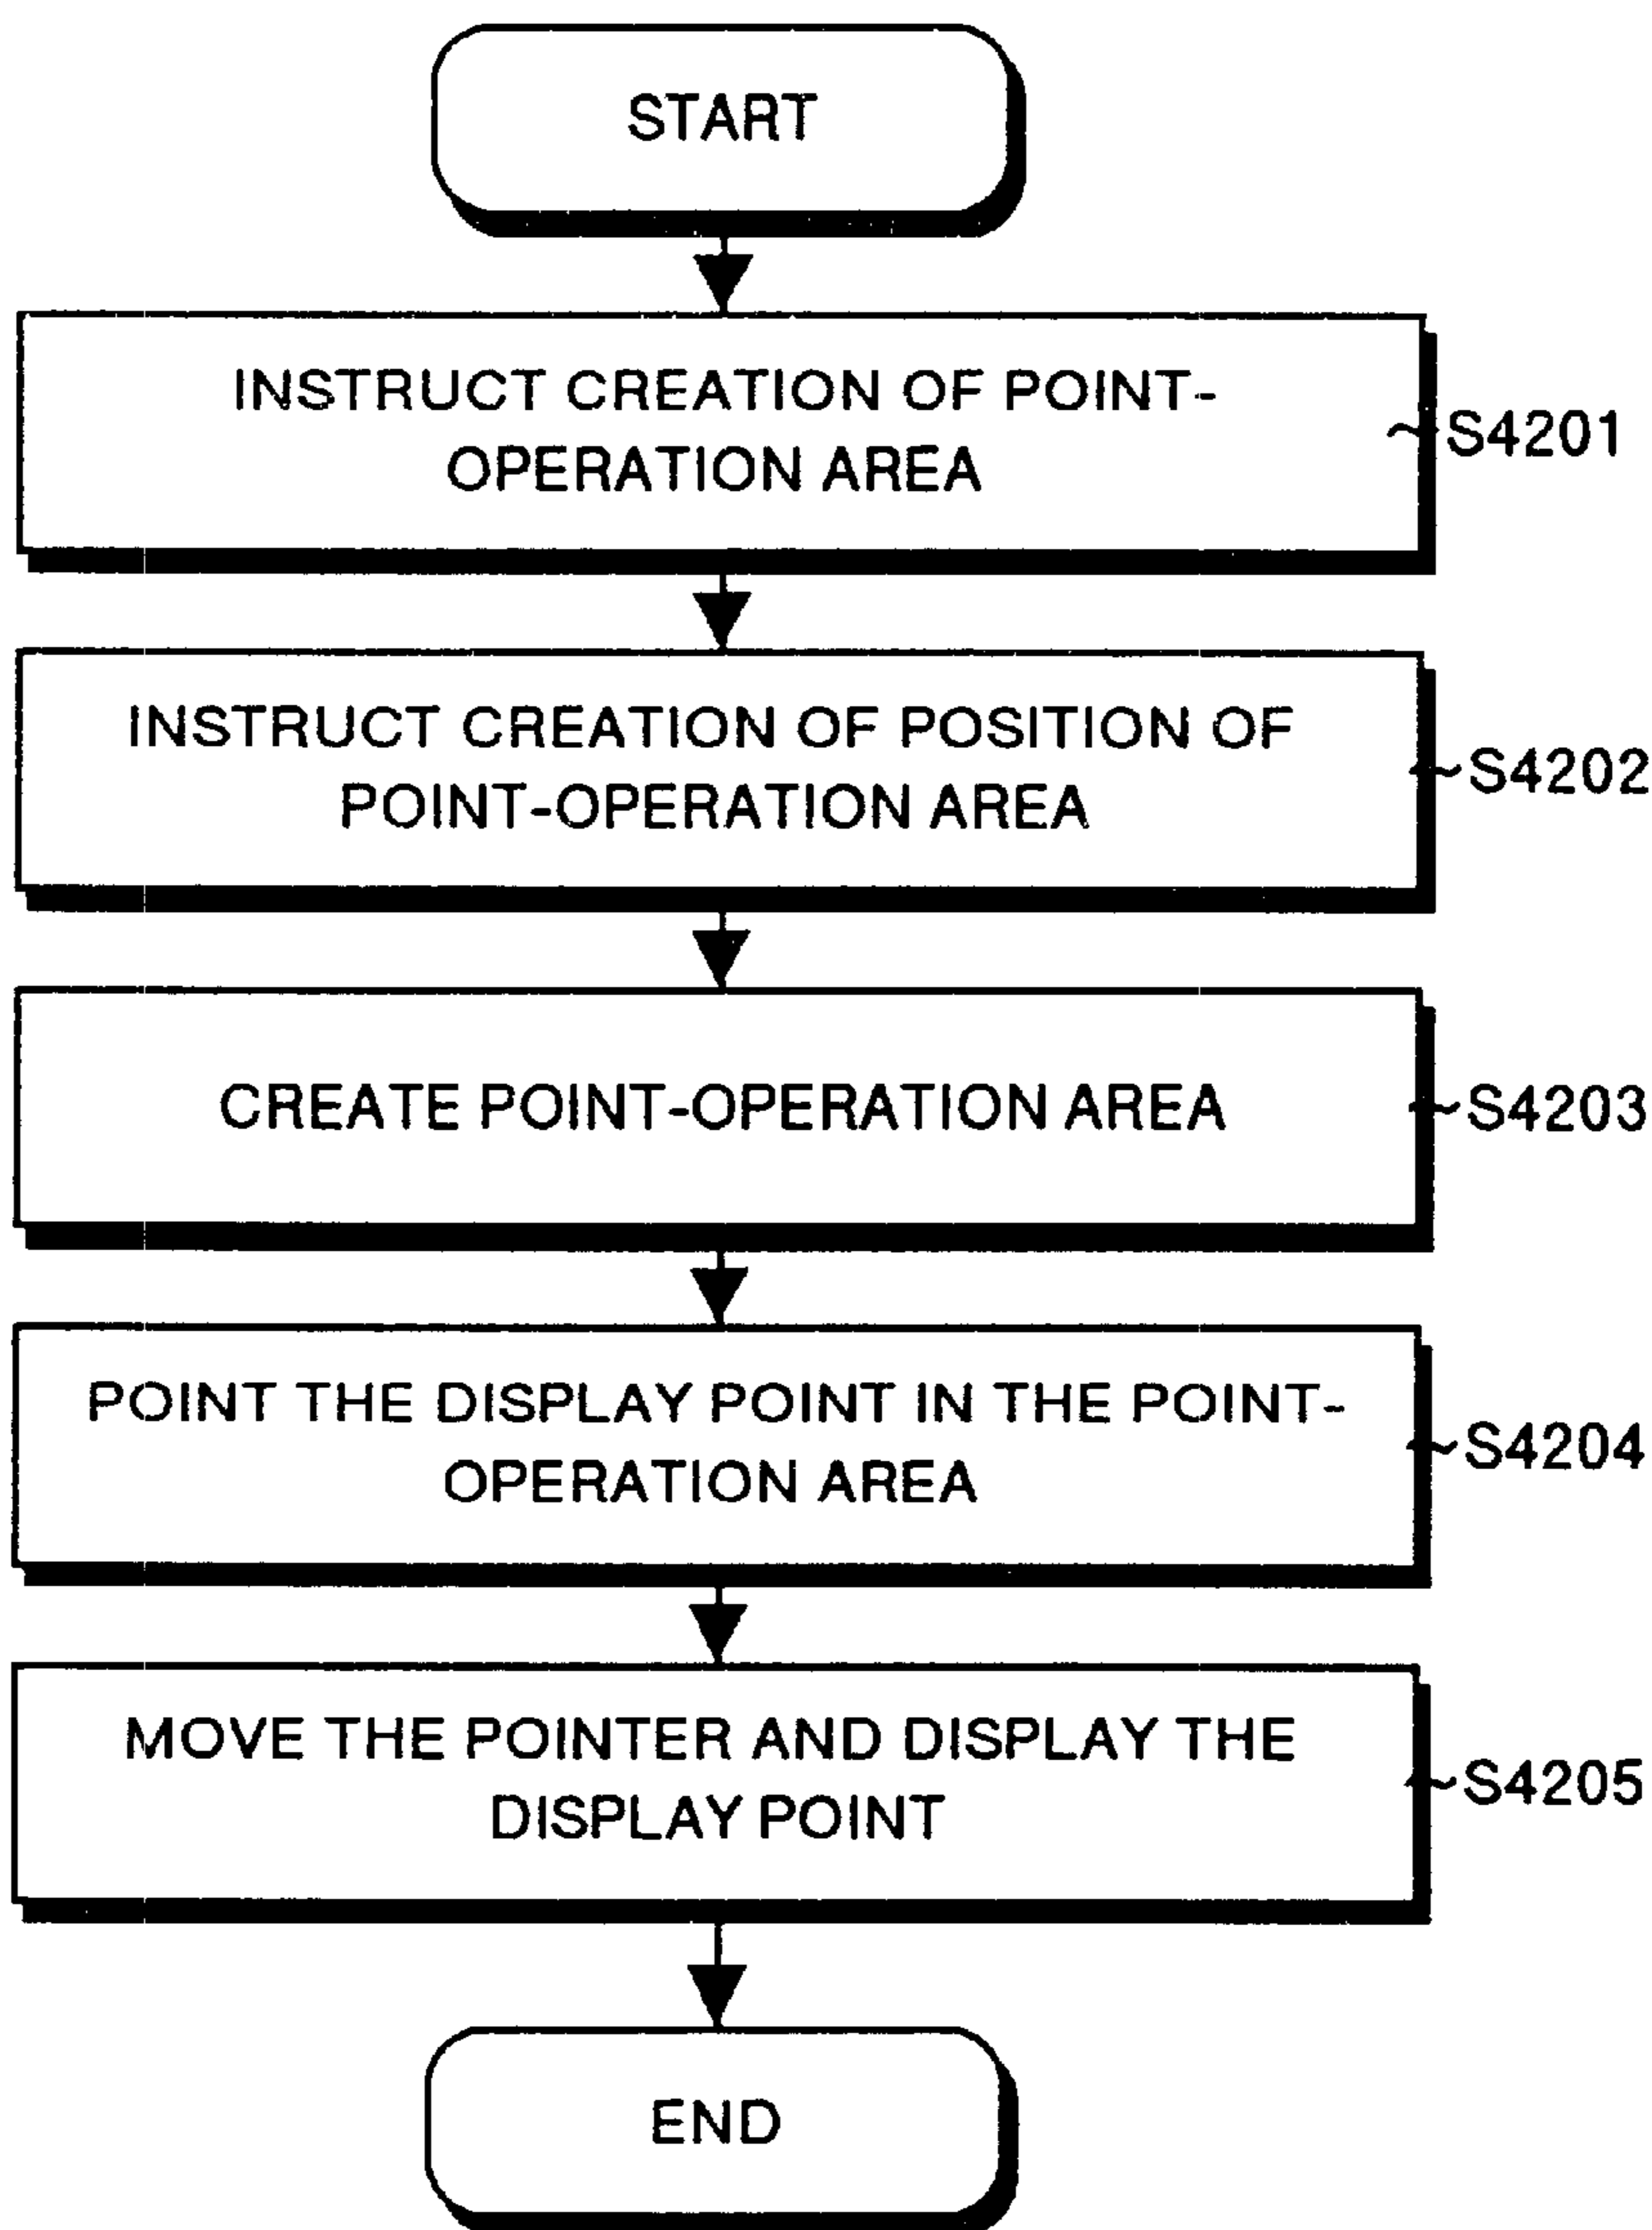 START
INSTRUCT CREATION OF POINT-
OPERATION AREA
S4201
INSTRUCT CREATION OF POSITION OF
POINT-OPERATION AREA
S4202
CREATE POINT-OPERATION AREA
S4203
POINT THE DISPLAY POINT IN THE POINT-
OPERATION AREA
S4204
MOVE THE POINTER AND DISPLAY THE
DISPLAY POINT
S4205
END